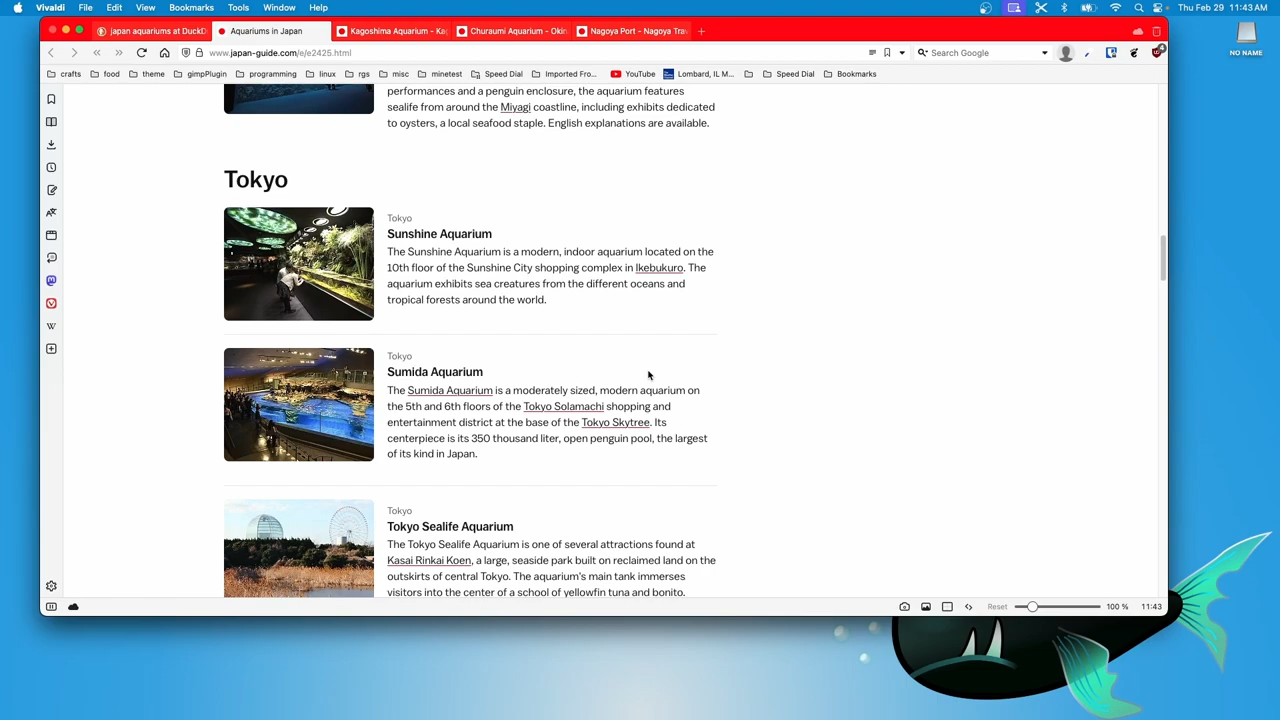 Vivaldi File Edit View Bookmarks Tools Window Help Thu Feb 29 11:43 AM
japan aquariums at DuckD Aquariums in Japan Kagoshima Aquarium - Ka Churaumi Aquarium - Okin Nagoya Port - Nagoya Trav
www.japan-guide.com/e/e2425.html Search Google
crafts food theme gimpPlugin programming linux rgs misc minetest Speed Dial Imported Fro... YouTube Lombard, IL M... Speed Dial Bookmarks
NO NAME
performances and a penguin enclosure, the aquarium features
sealife from around the Miyagi coastline, including exhibits dedicated
to oysters, a local seafood staple. English explanations are available.
Tokyo
Tokyo
Sunshine Aquarium
The Sunshine Aquarium is a modern, indoor aquarium located on the
10th floor of the Sunshine City shopping complex in Ikebukuro. The
aquarium exhibits sea creatures from the different oceans and
tropical forests around the world.
Tokyo
Sumida Aquarium
The Sumida Aquarium is a moderately sized, modern aquarium on
the 5th and 6th floors of the Tokyo Solamachi shopping and
entertainment district at the base of the Tokyo Skytree. Its
centerpiece is its 350 thousand liter, open penguin pool, the largest
of its kind in Japan.
Tokyo
Tokyo Sealife Aquarium
The Tokyo Sealife Aquarium is one of several attractions found at
Kasai Rinkai Koen, a large, seaside park built on reclaimed land on the
outskirts of central Tokyo. The aquarium's main tank immerses
visitors into the center of a school of yellowfin tuna and bonito.
Reset 100 % 11:43